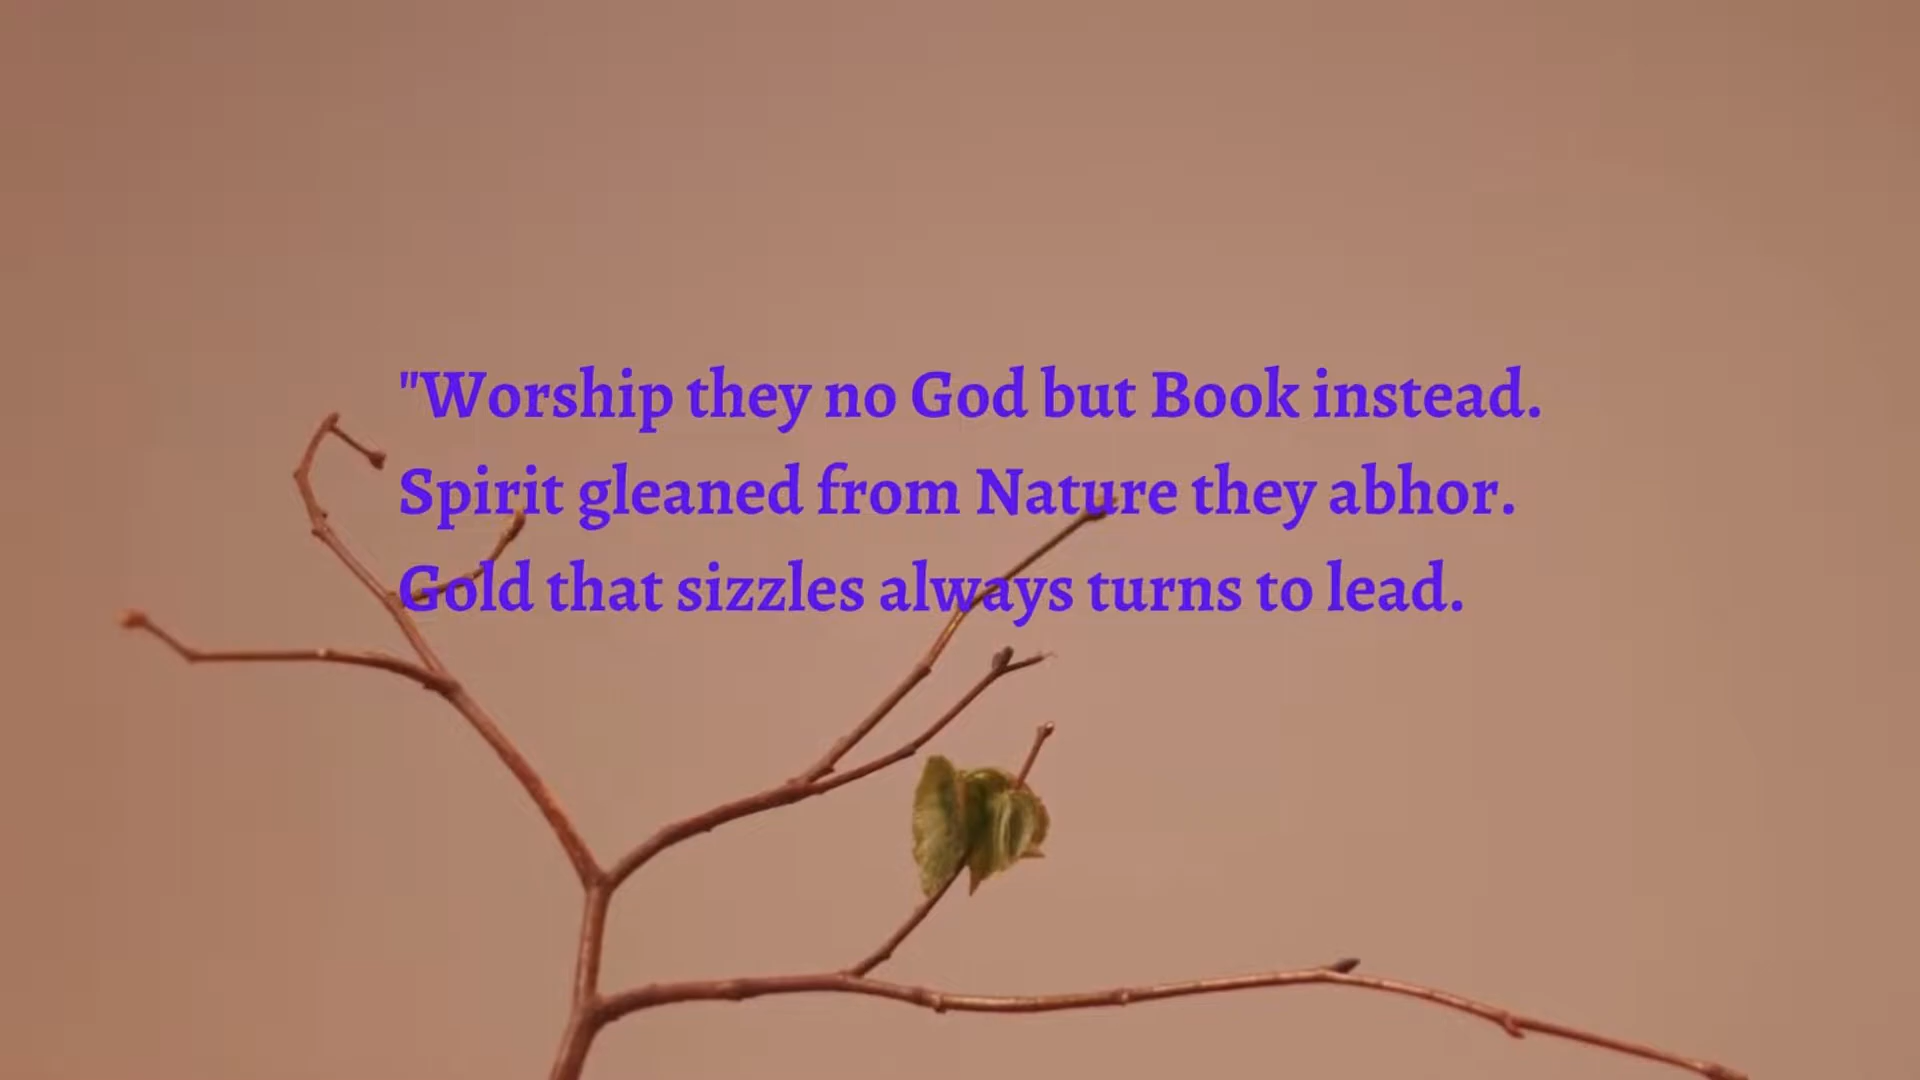 "Worship they no God but Book instead.
Spirit gleaned from Nature they abhor.
Gold that sizzles always turns to lead.